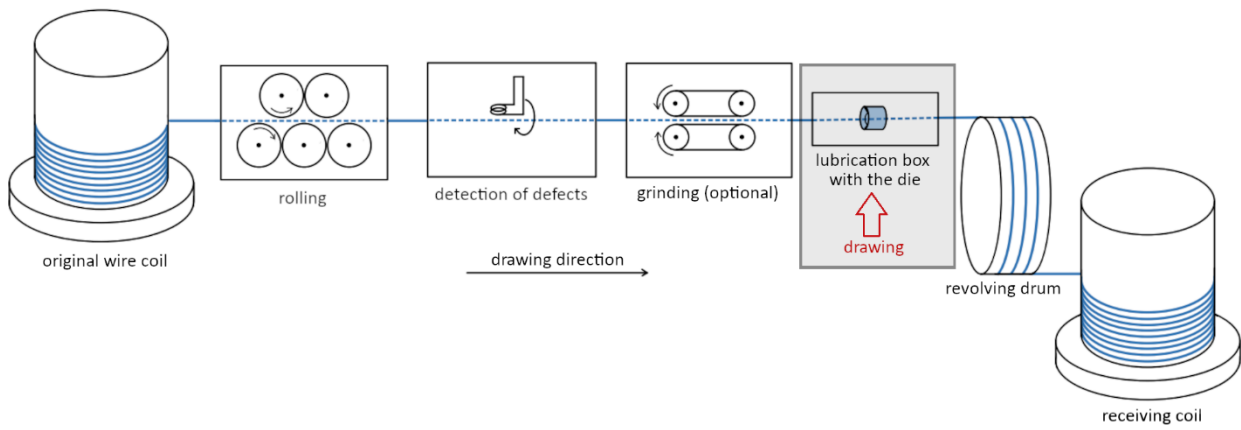 original wire coil
rolling
detection of defects
grinding (optional)
lubrication box
with the die
drawing
drawing direction
revolving drum
receiving coil